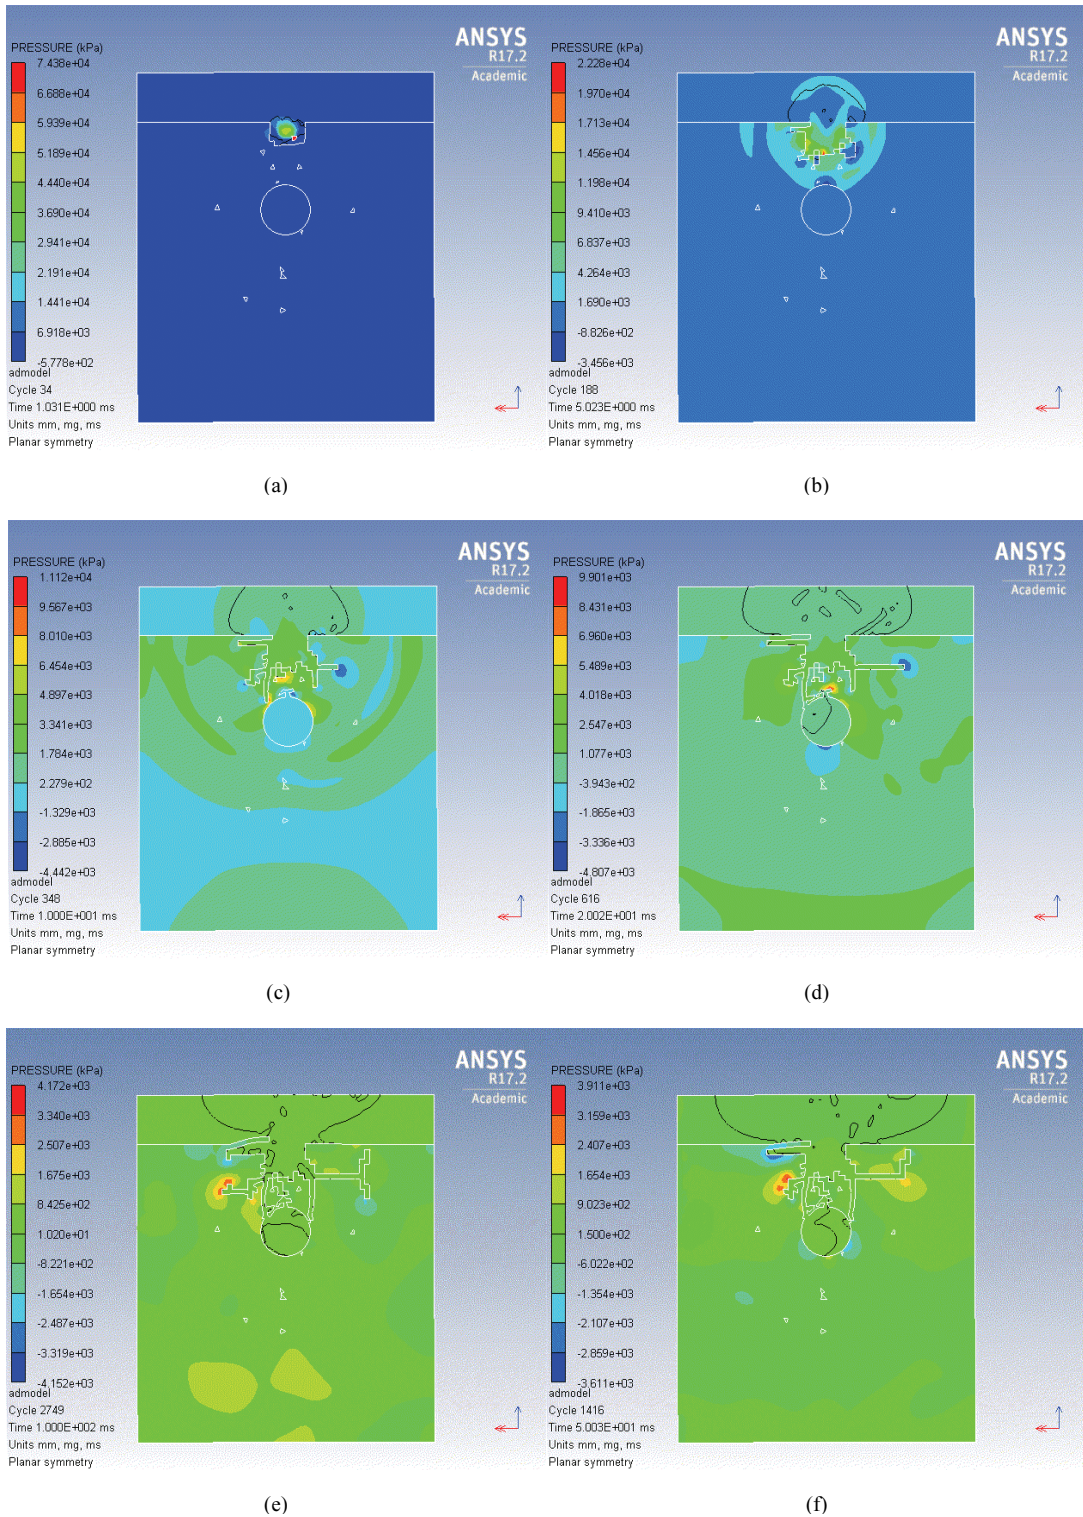 PRESSURE (kPa)
7.438e+04
6.688e+04
5.939e+04
5.189e+04
4.440e+04
3.690e+04
2.941e+04
2.191e+04
1.441e+04
6.918e+03
-5.778e+02
admodel
Cycle 34
Time 1.031E+000 ms
Units mm, mg, ms
Planar symmetry
ANSYS
R17.2
Academic
(a)
PRESSURE (kPa)
2.228e+04
1.970e+04
1.713e+04
1.456e+04
1.198e+04
9.410e+03
6.837e+03
4.264e+03
1.690e+03
-8.826e+02
-3.456e+03
admodel
Cycle 188
Time 5.023E+000 ms
Units mm, mg, ms
Planar symmetry
ANSYS
R17.2
Academic
(b)
PRESSURE (kPa)
1.112e+04
9.567e+03
8.010e+03
6.454e+03
4.897e+03
3.341e+03
1.784e+03
2.279e+02
-1.329e+03
-2.885e+03
-4.442e+03
admodel
Cycle 348
Time 1.000E+001 ms
Units mm, mg, ms
Planar symmetry
ANSYS
R17.2
Academic
(c)
PRESSURE (kPa)
9.901e+03
8.431e+03
6.960e+03
5.489e+03
4.018e+03
2.547e+03
1.077e+03
-3.943e+02
-1.865e+03
-3.336e+03
-4.807e+03
admodel
Cycle 616
Time 2.002E+001 ms
Units mm, mg, ms
Planar symmetry
ANSYS
R17.2
Academic
(d)
PRESSURE (kPa)
4.172e+03
3.340e+03
2.507e+03
1.675e+03
8.425e+02
1.020e+01
-8.221e+02
-1.654e+03
-2.487e+03
-3.319e+03
-4.152e+03
admodel
Cycle 2749
Time 1.000E+002 ms
Units mm, mg, ms
Planar symmetry
ANSYS
R17.2
Academic
(e)
PRESSURE (kPa)
3.911e+03
3.159e+03
2.407e+03
1.654e+03
9.023e+02
1.500e+02
-6.022e+02
-1.354e+03
-2.107e+03
-2.859e+03
-3.611e+03
admodel
Cycle 1416
Time 5.003E+001 ms
Units mm, mg, ms
Planar symmetry
ANSYS
R17.2
Academic
(f)